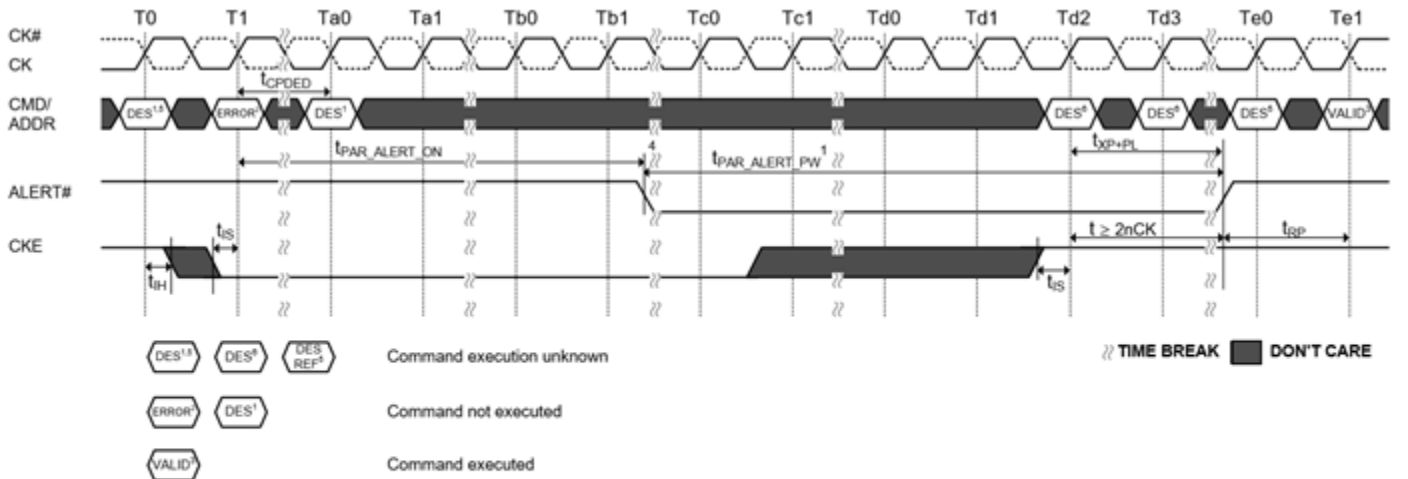 T0 T1 Ta0 Ta1 Tb0 Tb1 Tc0 Tc1 Td0 Td1 Td2 Td3 Te0 Te1
CK#
CK
tCPDED
CMD/
ADDR
DES1,5 ERROR2 DES1 DES6 DES6 DES6 VALID3
tPAR_ALERT_ON 4 tPAR_ALERT_PW1 tXP+PL
ALERT#
CKE
tIS t ≥ 2nCK tRP
tIH tIS
DES1,5 DES6 DES REF5 Command execution unknown
TIME BREAK DON'T CARE
ERROR2 DES1 Command not executed
VALID3 Command executed